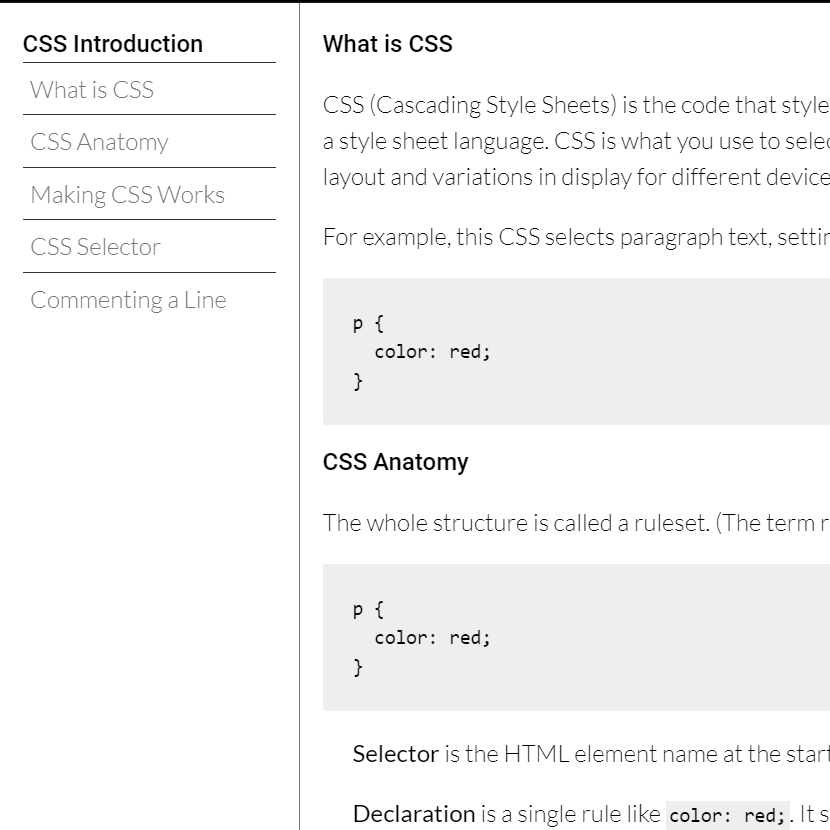 CSS Introduction
What is CSS
CSS Anatomy
Making CSS Works
CSS Selector
Commenting a Line
What is CSS
CSS (Cascading Style Sheets) is the code that style
a style sheet language. CSS is what you use to selec
layout and variations in display for different device
For example, this CSS selects paragraph text, settin
p {
  color: red;
}
CSS Anatomy
The whole structure is called a ruleset. (The term r
p {
  color: red;
}
Selector is the HTML element name at the start
Declaration is a single rule like color: red;. It s